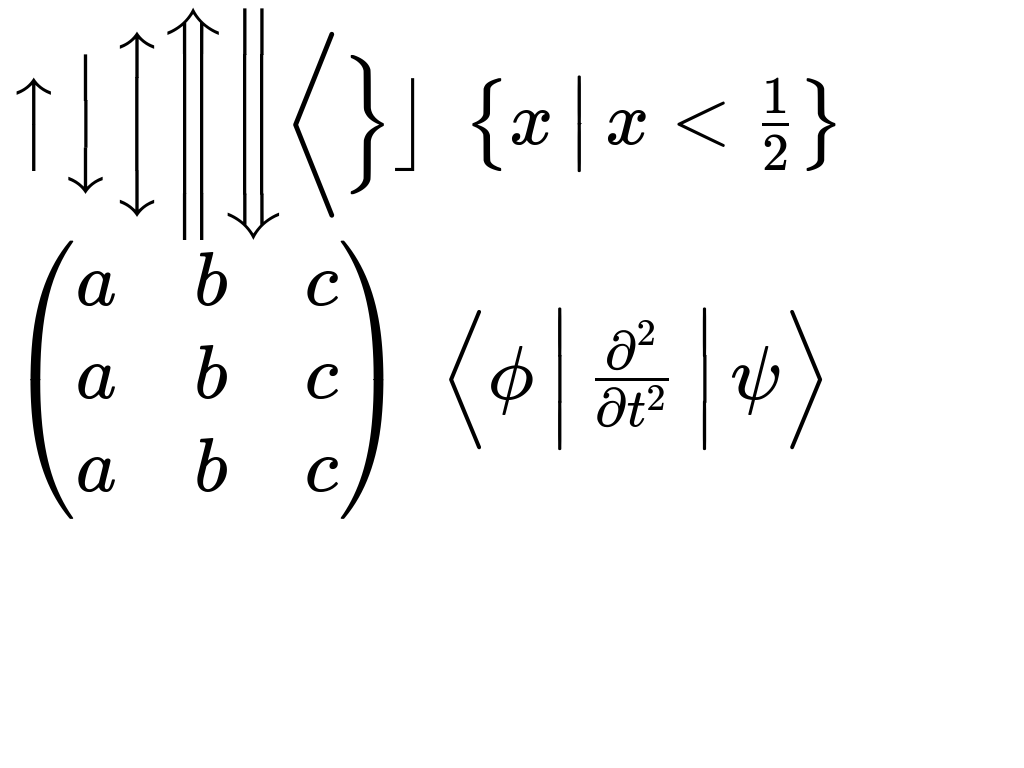 ↑ ↓ ↕ ⇑ ⇓ ⟨ } ⌋ {x | x < 1/2}
(a b c
a b c
a b c) ⟨ϕ | ∂²/∂t² | ψ⟩